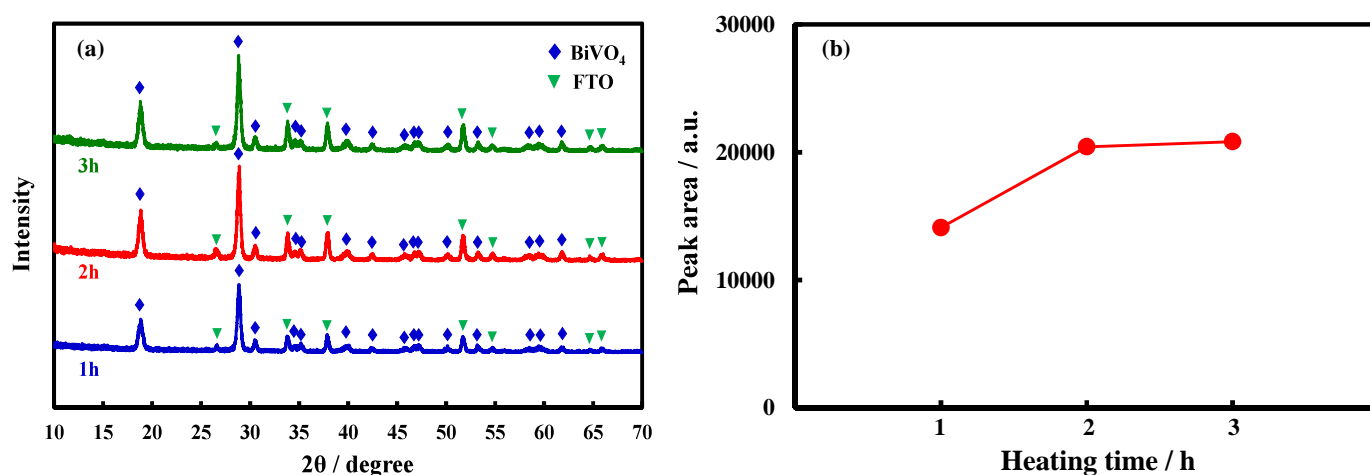 (a)
BiVO4
FTO
3h
2h
1h
Intensity
10 15 20 25 30 35 40 45 50 55 60 65 70
2θ / degree
(b)
30000
20000
10000
0
Peak area / a.u.
1 2 3
Heating time / h